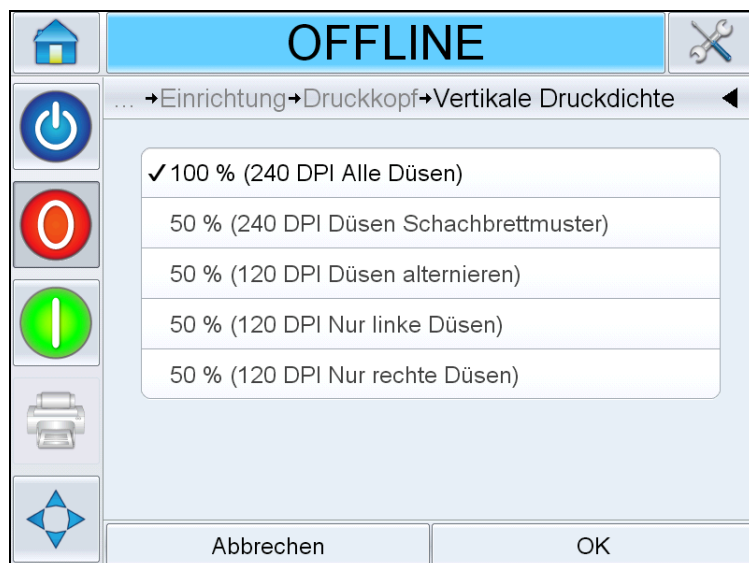 OFFLINE
... →Einrichtung→Druckkopf→Vertikale Druckdichte
✓100 % (240 DPI Alle Düsen)
50 % (240 DPI Düsen Schachbrettmuster)
50 % (120 DPI Düsen alternieren)
50 % (120 DPI Nur linke Düsen)
50 % (120 DPI Nur rechte Düsen)
Abbrechen OK